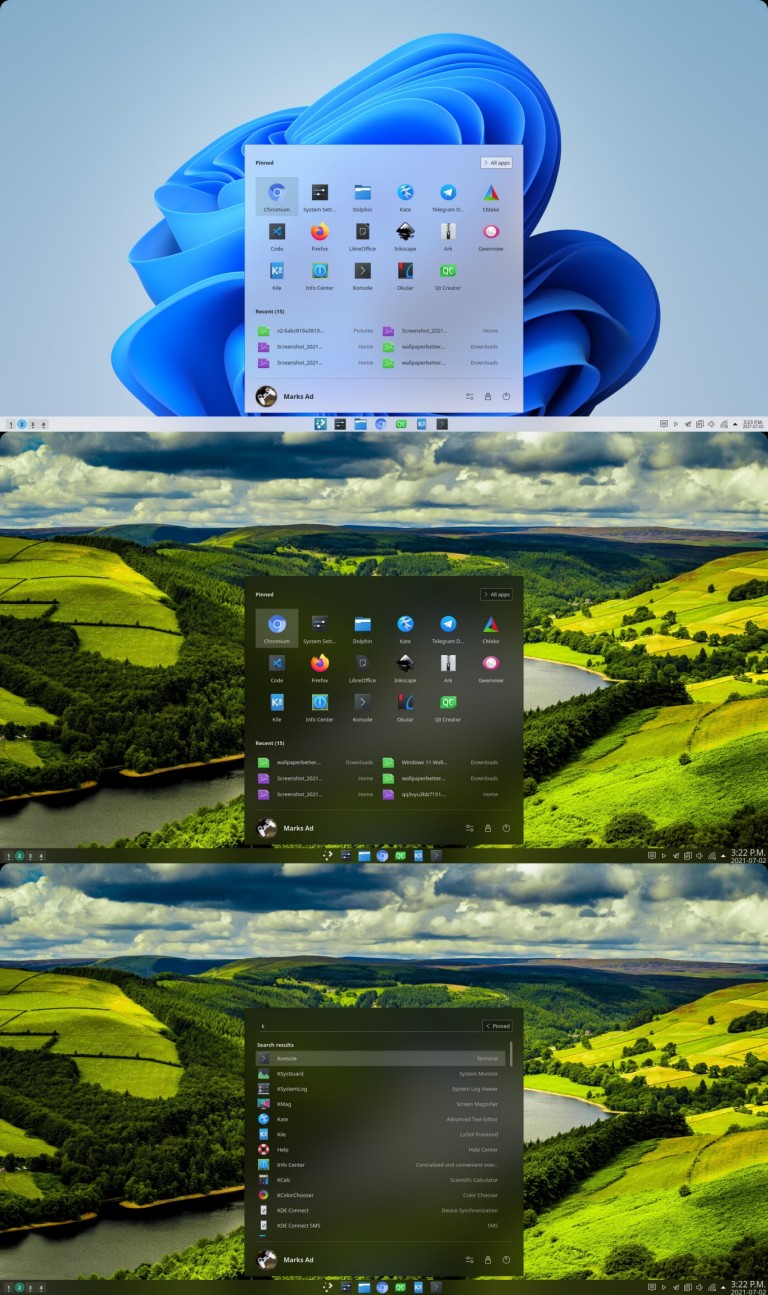 Pinned
All apps
Chromium System Sett... Dolphin Kate Telegram D... CMake
Code Firefox LibreOffice Inkscape Ark Gwenview
Kile Info Center Konsole Okular Qt Creator
Recent (15)
Pictures Screenshot_2021... Home
Screenshot_2021... Home wallpaperbetter... Downloads
Screenshot_2021... Home wallpaperbetter... Downloads
Marks Ad
1 2 3 4
3:23 P.M.
2021-07-02
Pinned
All apps
Chromium System Sett... Dolphin Kate Telegram D... CMake
Code Firefox LibreOffice Inkscape Ark Gwenview
Kile Info Center Konsole Okular Qt Creator
Recent (15)
wallpaperbetter... Downloads Windows 11 Wall... Downloads
Screenshot_2021... Home wallpaperbetter... Downloads
Screenshot_2021... Home
Home
Marks Ad
1 2 3 4
3:22 P.M.
2021-07-02
k
Pinned
Search results
Konsole Terminal
KSysGuard System Monitor
KSystemLog System Log Viewer
KMag Screen Magnifier
Kate Advanced Text Editor
Kile LaTeX Frontend
Help Help Center
Info Center Centralized and convenient over...
KCalc Scientific Calculator
KColorChooser Color Chooser
KDE Connect Device Synchronization
KDE Connect SMS SMS
Marks Ad
1 2 3 4
3:22 P.M.
2021-07-02